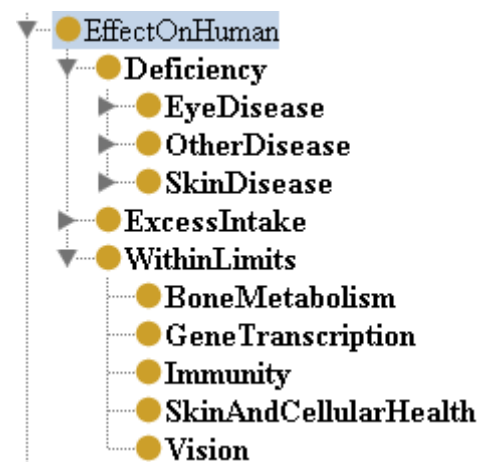 EffectOnHuman
Deficiency
EyeDisease
OtherDisease
SkinDisease
ExcessIntake
WithinLimits
BoneMetabolism
GeneTranscription
Immunity
SkinAndCellularHealth
Vision